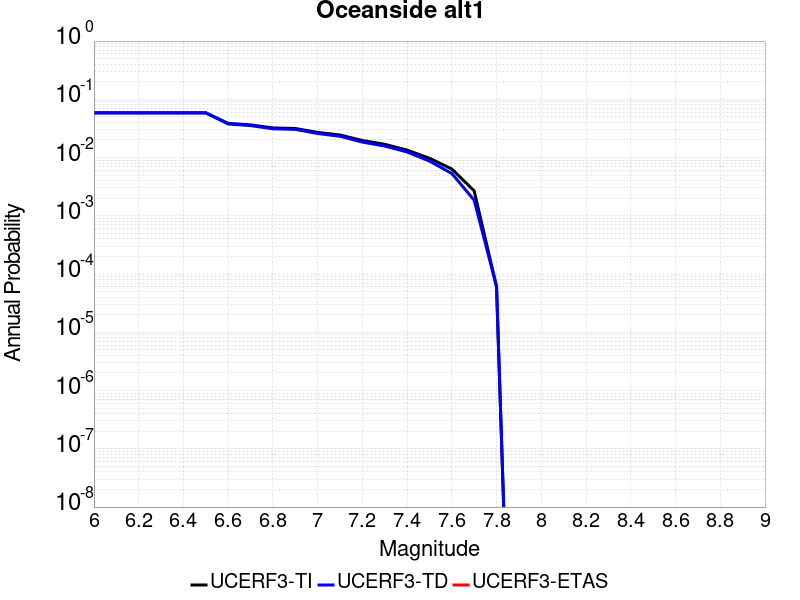 Oceanside alt1
10^0
10^-1
10^-2
10^-3
10^-4
10^-5
10^-6
10^-7
10^-8
Annual Probability
6 6.2 6.4 6.6 6.8 7 7.2 7.4 7.6 7.8 8 8.2 8.4 8.6 8.8 9
Magnitude
UCERF3-TI UCERF3-TD UCERF3-ETAS